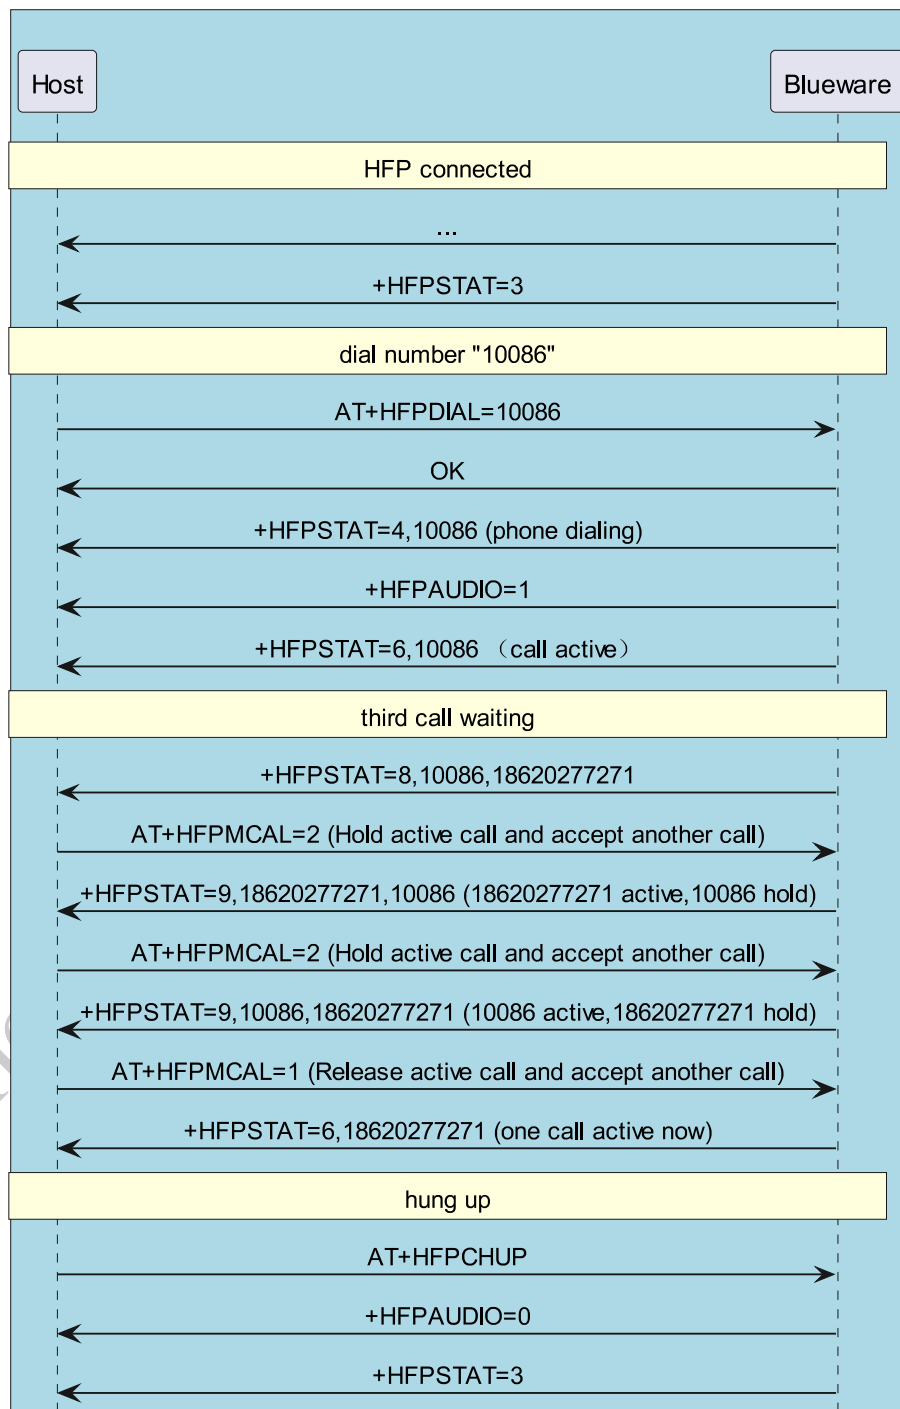 Host
Blueware
HFP connected
...
+HFPSTAT=3
dial number "10086"
AT+HFPDIAL=10086
OK
+HFPSTAT=4,10086 (phone dialing)
+HFPAUDIO=1
+HFPSTAT=6,10086 （call active）
third call waiting
+HFPSTAT=8,10086,18620277271
AT+HFPMCAL=2 (Hold active call and accept another call)
+HFPSTAT=9,18620277271,10086 (18620277271 active,10086 hold)
AT+HFPMCAL=2 (Hold active call and accept another call)
+HFPSTAT=9,10086,18620277271 (10086 active,18620277271 hold)
AT+HFPMCAL=1 (Release active call and accept another call)
+HFPSTAT=6,18620277271 (one call active now)
hung up
AT+HFPCHUP
+HFPAUDIO=0
+HFPSTAT=3